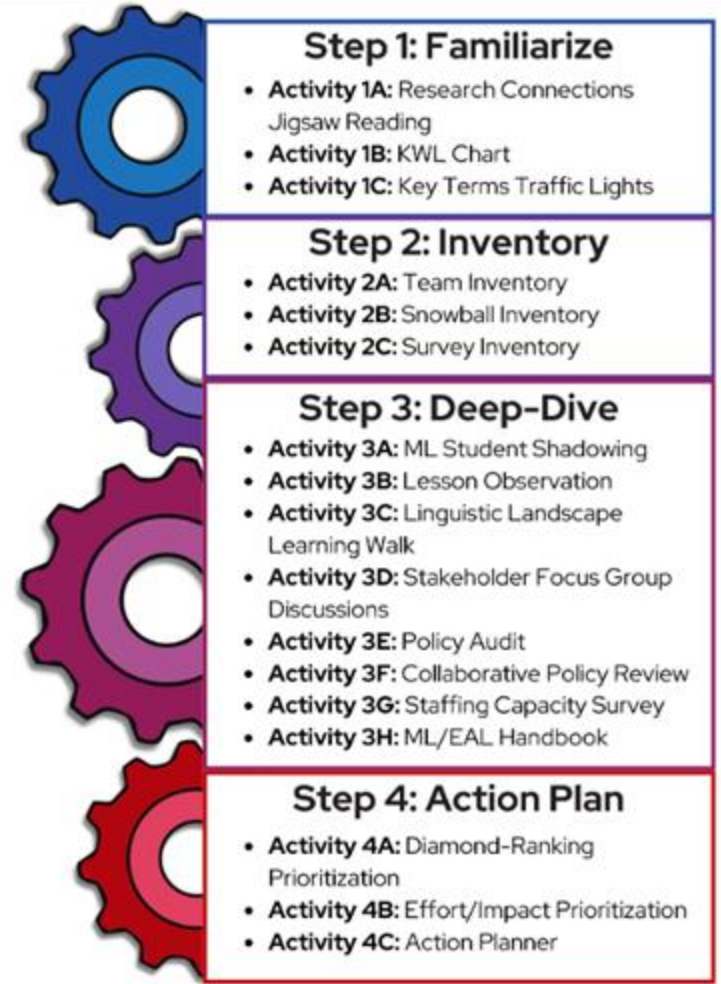 Step 1: Familiarize
• Activity 1A: Research Connections
Jigsaw Reading
• Activity 1B: KWL Chart
• Activity 1C: Key Terms Traffic Lights
Step 2: Inventory
• Activity 2A: Team Inventory
• Activity 2B: Snowball Inventory
• Activity 2C: Survey Inventory
Step 3: Deep-Dive
• Activity 3A: ML Student Shadowing
• Activity 3B: Lesson Observation
• Activity 3C: Linguistic Landscape
Learning Walk
• Activity 3D: Stakeholder Focus Group
Discussions
• Activity 3E: Policy Audit
• Activity 3F: Collaborative Policy Review
• Activity 3G: Staffing Capacity Survey
• Activity 3H: ML/EAL Handbook
Step 4: Action Plan
• Activity 4A: Diamond-Ranking
Prioritization
• Activity 4B: Effort/Impact Prioritization
• Activity 4C: Action Planner